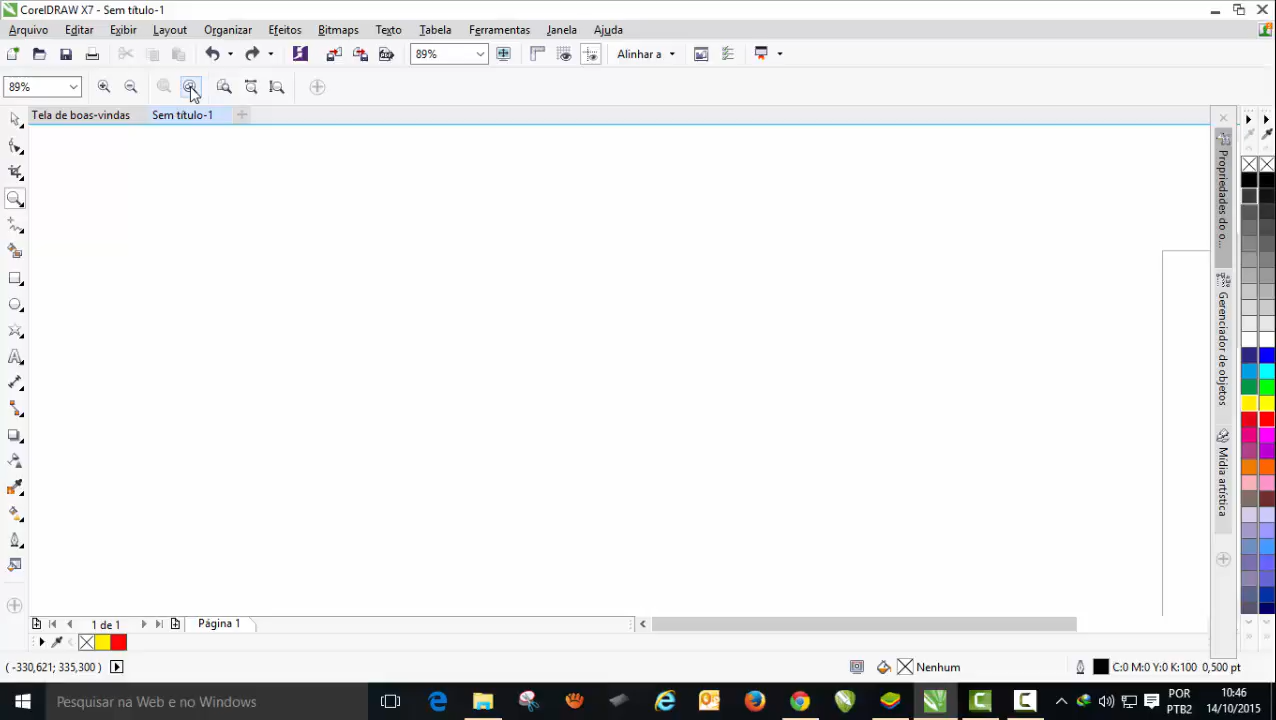 CorelDRAW X7 - Sem título-1
Arquivo Editar Exibir Layout Organizar Efeitos Bitmaps Texto Tabela Ferramentas Janela Ajuda
89% Alinhar a
89%
Tela de boas-vindas Sem título-1
Propriedades do o...
Gerenciador de objetos
Mídia artística
1 de 1 Página 1
( -330,621; 335,300 ) Nenhum C:0 M:0 Y:0 K:100 0,500 pt
Pesquisar na Web e no Windows
POR 10:46
PTB2 14/10/2015